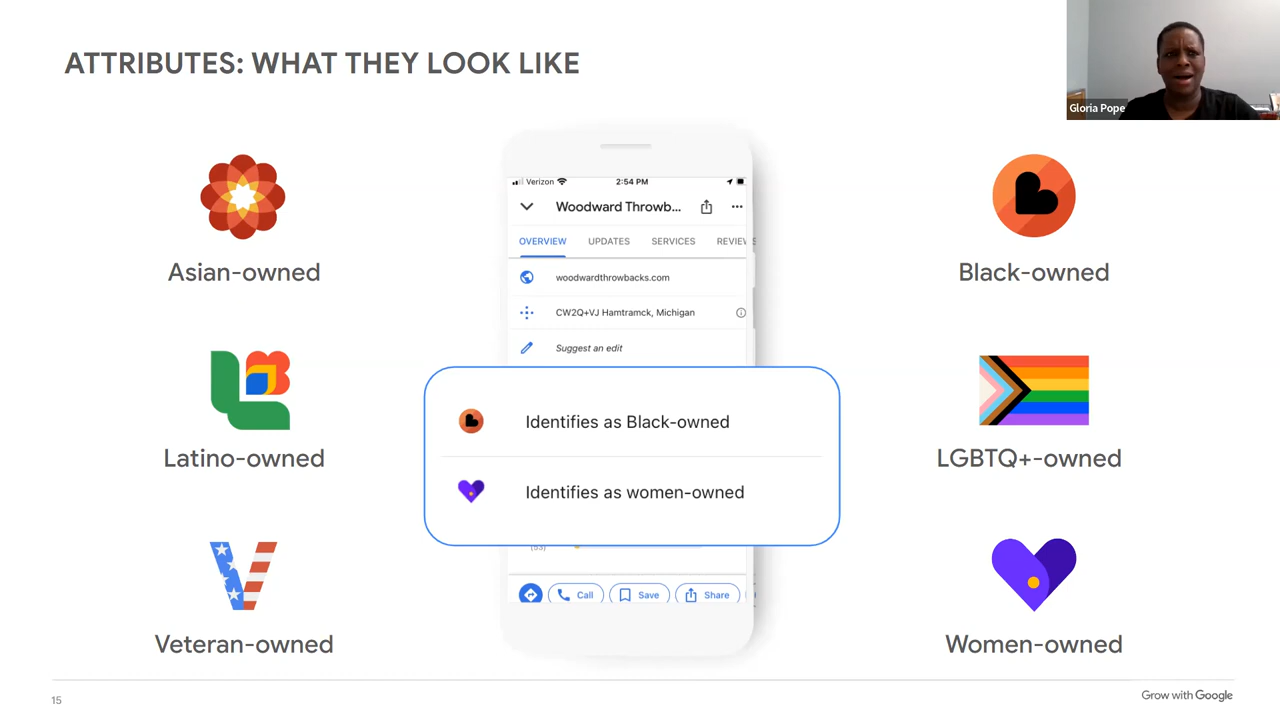 ATTRIBUTES: WHAT THEY LOOK LIKE
Gloria Pope
Asian-owned
Latino-owned
Veteran-owned
Verizon 2:54 PM
Woodward Throwb...
OVERVIEW UPDATES SERVICES REVIEWS
woodwardthrowbacks.com
CW2Q+VJ Hamtramck, Michigan
Suggest an edit
Identifies as Black-owned
Identifies as women-owned
(53)
Call Save Share
Black-owned
LGBTQ+-owned
Women-owned
15
Grow with Google